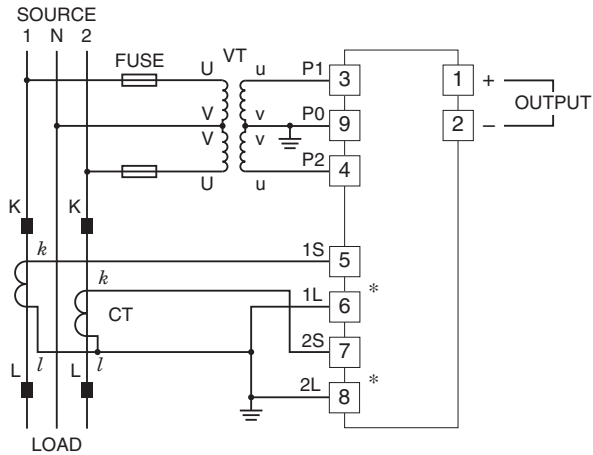 SOURCE
1 N 2
FUSE
VT
U u P1 3 1 +
OUTPUT
V v P0 9 2 –
V v
P2 4
U u
K K
k 1S 5
k 1L 6 *
CT
2S 7
L l L l
2L 8 *
LOAD